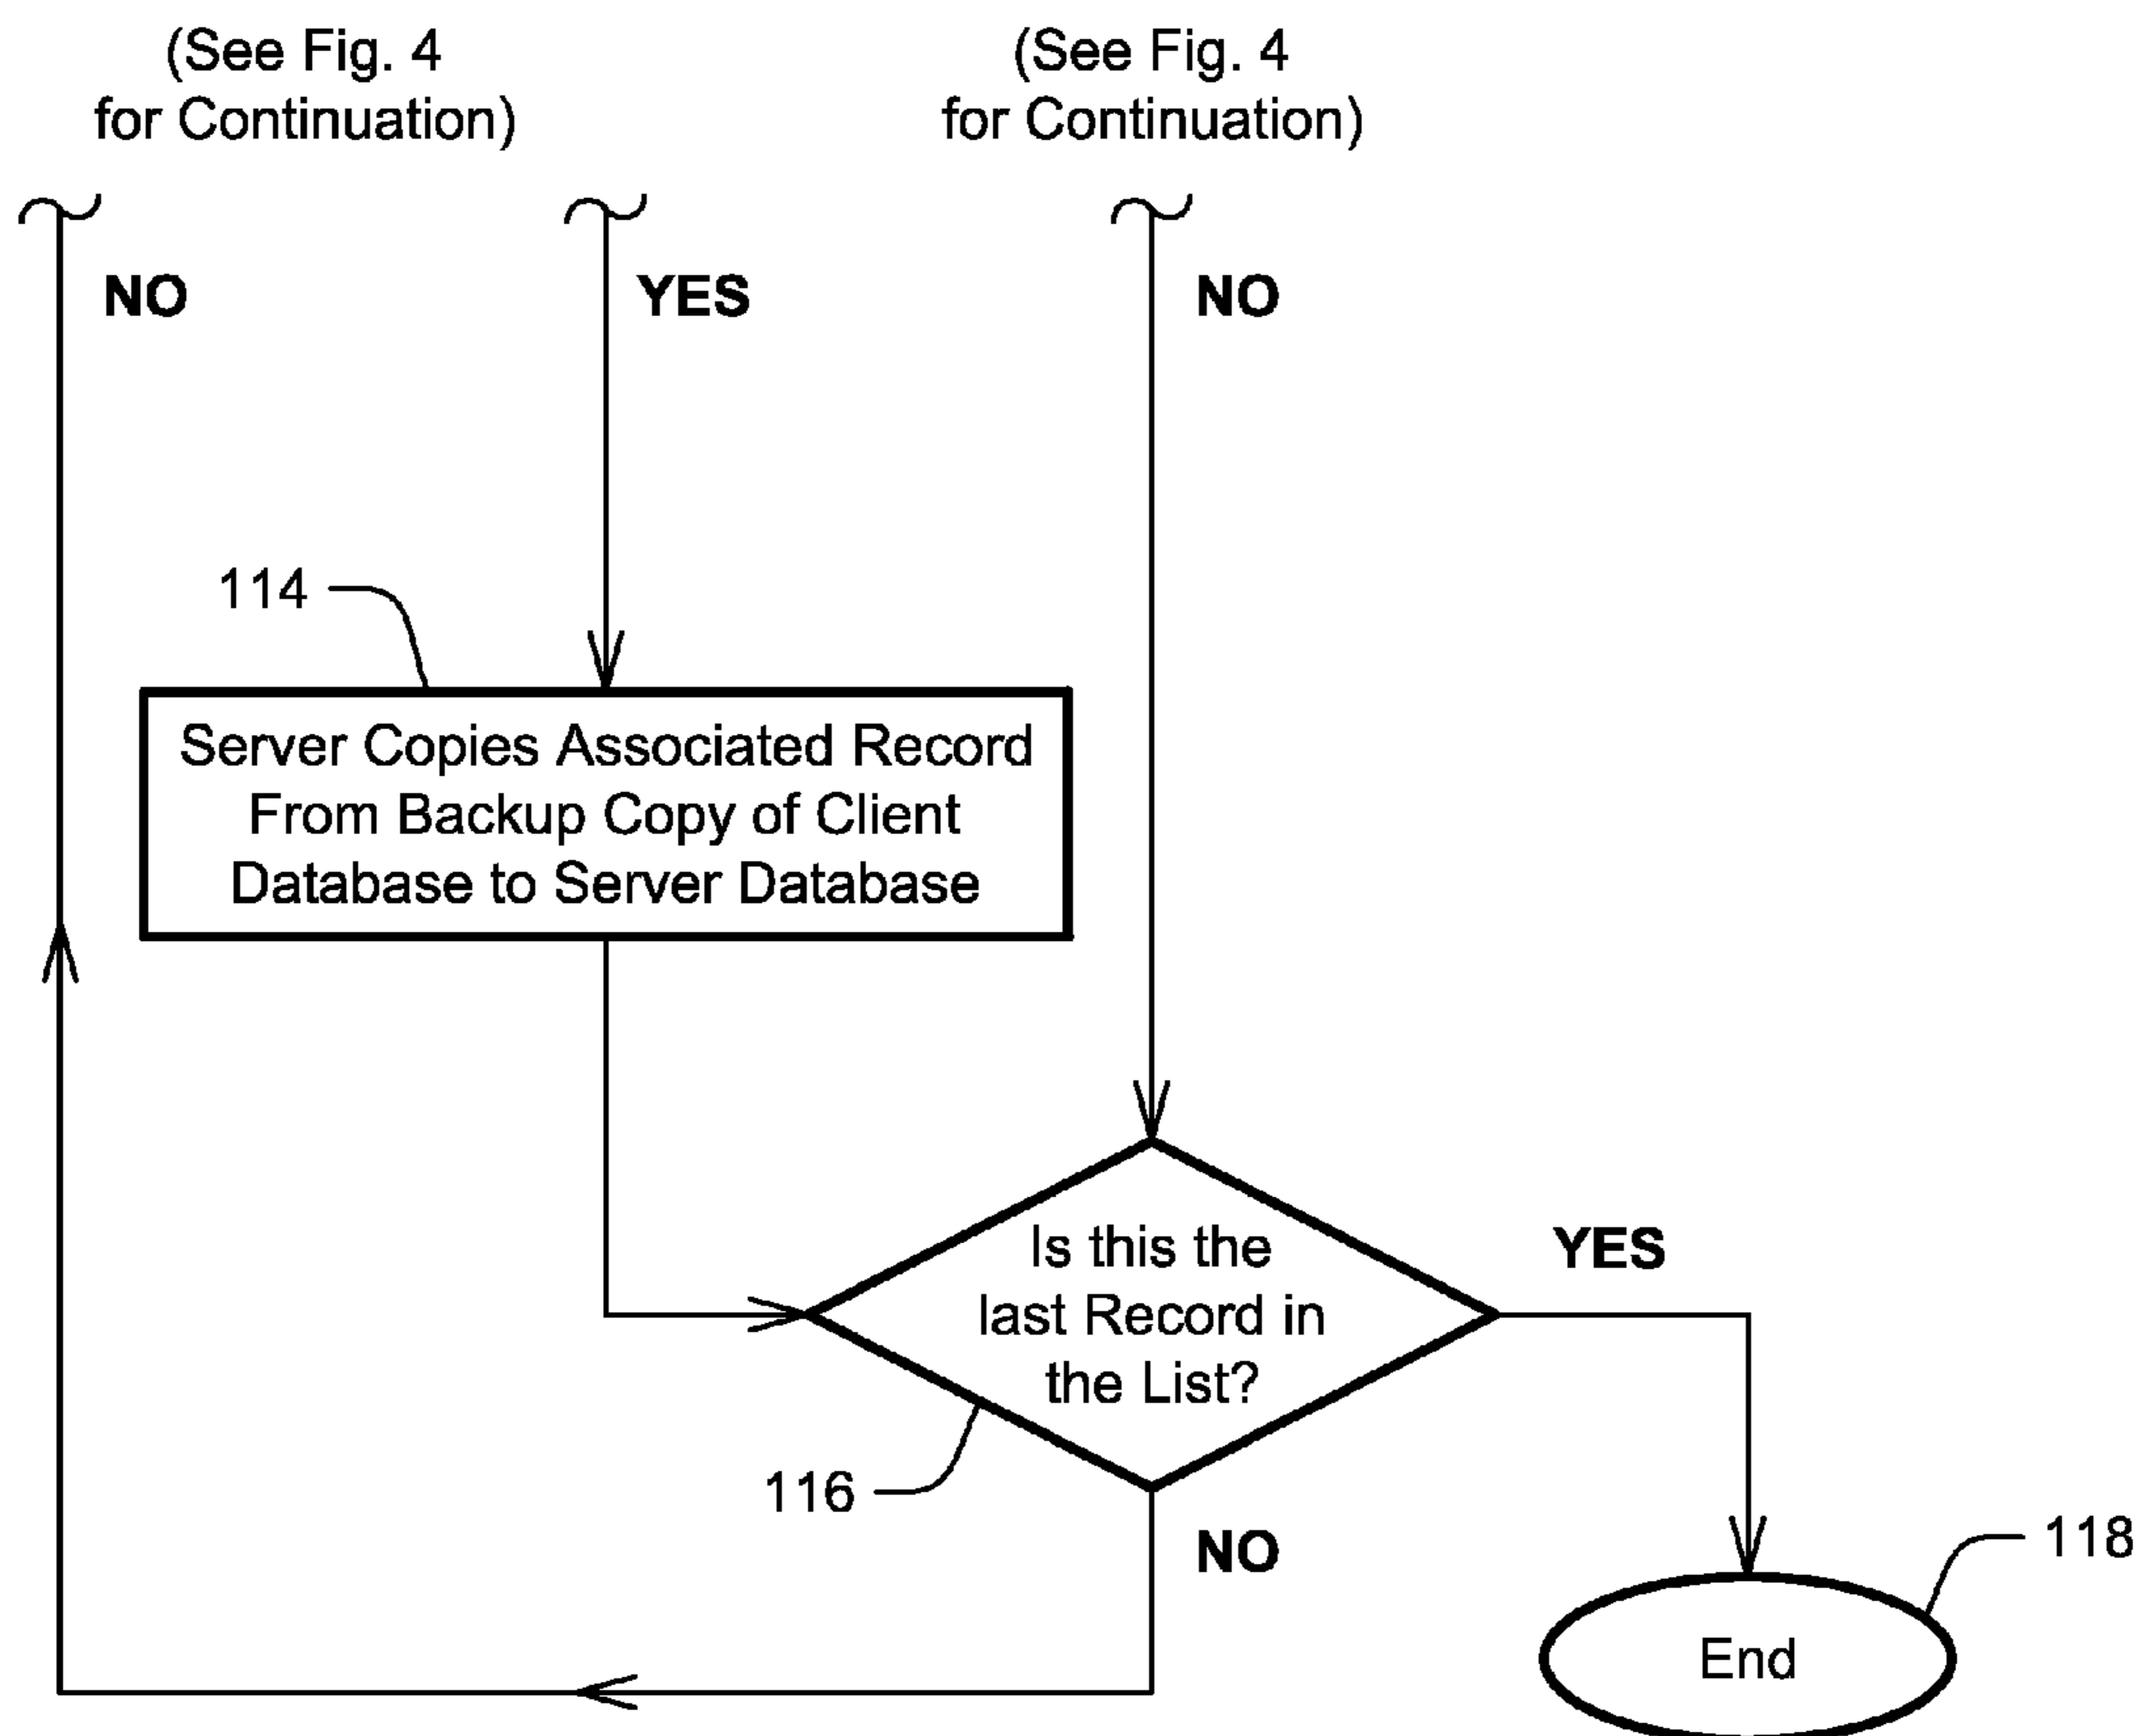 (See Fig. 4
for Continuation)
(See Fig. 4
for Continuation)
NO
YES
NO
114
Server Copies Associated Record
From Backup Copy of Client
Database to Server Database
Is this the
last Record in
the List?
YES
116
NO
118
End